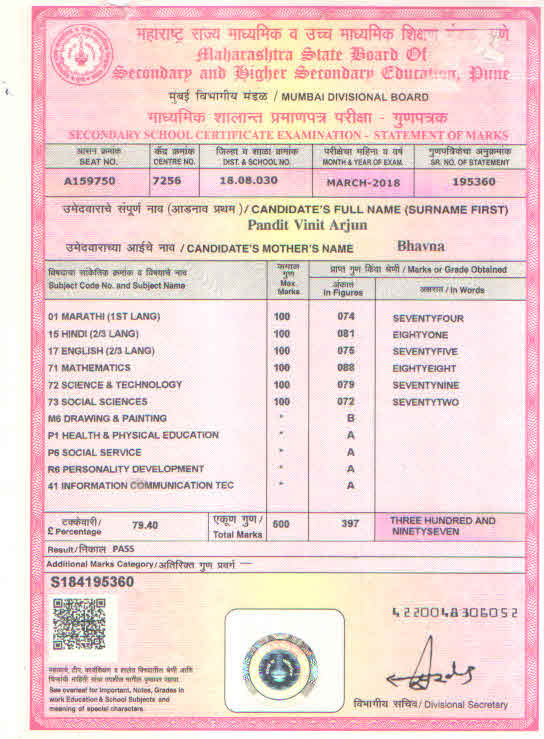 महाराष्ट्र राज्य माध्यमिक व उच्च माध्यमिक शिक्षण पुणे
Maharashtra State Board Of
Secondary and Higher Secondary Education, Pune
मुंबई विभागीय मंडळ / MUMBAI DIVISIONAL BOARD
माध्यमिक शालान्त प्रमाणपत्र परीक्षा - गुणपत्रक
SECONDARY SCHOOL CERTIFICATE EXAMINATION - STATEMENT OF MARKS
आसन क्रमांक केंद्र क्रमांक जिल्हा व शाळा क्रमांक परीक्षेचा महिना व वर्ष गुणपत्रिकेचा अनुक्रमांक
SEAT NO. CENTRE NO. DIST. & SCHOOL NO. MONTH & YEAR OF EXAM. SR. NO. OF STATEMENT
A159750 7256 16.08.030 MARCH-2018 195360
उमेदवाराचे संपूर्ण नाव (आडनाव प्रथम) / CANDIDATE'S FULL NAME (SURNAME FIRST)
Pandit Vinit Arjun
उमेदवाराच्या आईचे नाव / CANDIDATE'S MOTHER'S NAME Bhavna
विषयाचा सांकेतिक क्रमांक व विषयाचे नाव कमाल गुण प्राप्त गुण किंवा श्रेणी / Marks or Grade Obtained
Subject Code No. and Subject Name Max. Marks अंकात In Figures अक्षरात / In Words
01 MARATHI (1ST LANG) 100 074 SEVENTYFOUR
15 HINDI (2/3 LANG) 100 081 EIGHTYONE
17 ENGLISH (2/3 LANG) 100 075 SEVENTYFIVE
71 MATHEMATICS 100 088 EIGHTYEIGHT
72 SCIENCE & TECHNOLOGY 100 079 SEVENTYNINE
73 SOCIAL SCIENCES 100 072 SEVENTYTWO
M6 DRAWING & PAINTING * B
P1 HEALTH & PHYSICAL EDUCATION * A
P6 SOCIAL SERVICE * A
R6 PERSONALITY DEVELOPMENT * A
41 INFORMATION COMMUNICATION TEC * A
टक्केवारी / £ Percentage 79.40 एकूण गुण / Total Marks 500 397 THREE HUNDRED AND
NINETYSEVEN
Result/निकाल PASS
Additional Marks Category/अतिरिक्त गुण प्रवर्ग —
S184195360
4220048306052
See overleaf for Important, Notes, Grades in
work Education & School Subjects and
meaning of special characters.
विभागीय सचिव / Divisional Secretary